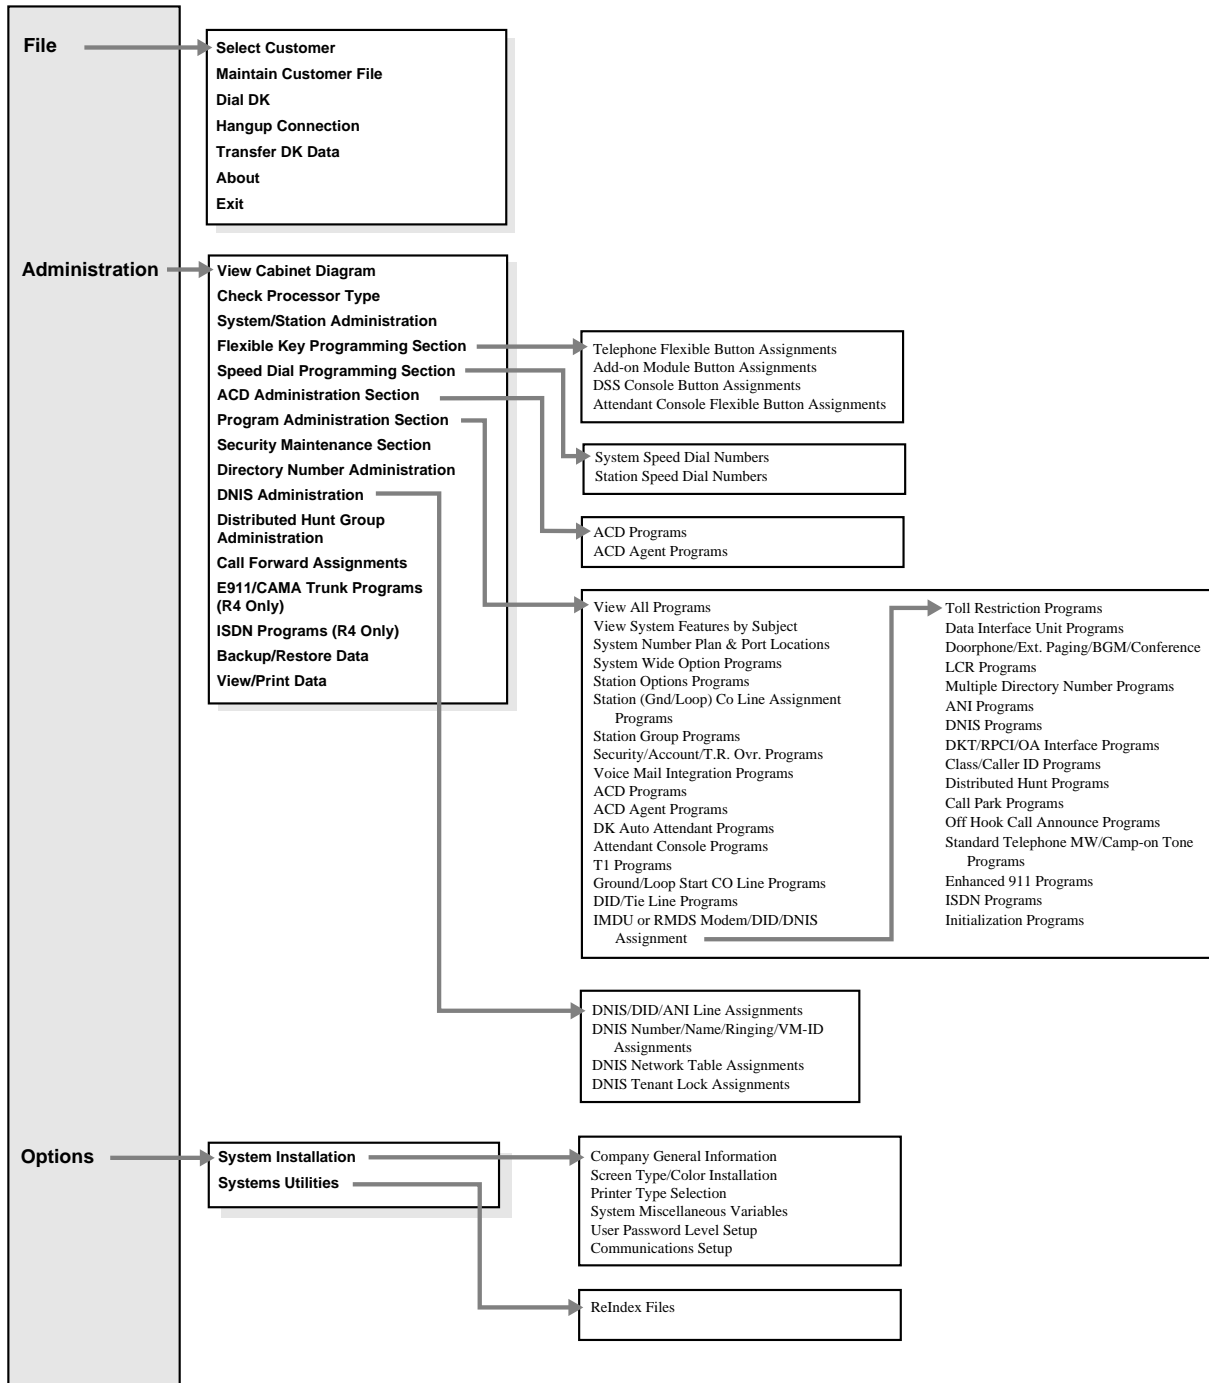 File
Select Customer
Maintain Customer File
Dial DK
Hangup Connection
Transfer DK Data
About
Exit
Administration
View Cabinet Diagram
Check Processor Type
System/Station Administration
Flexible Key Programming Section
Speed Dial Programming Section
ACD Administration Section
Program Administration Section
Security Maintenance Section
Directory Number Administration
DNIS Administration
Distributed Hunt Group
Administration
Call Forward Assignments
E911/CAMA Trunk Programs
(R4 Only)
ISDN Programs (R4 Only)
Backup/Restore Data
View/Print Data
Telephone Flexible Button Assignments
Add-on Module Button Assignments
DSS Console Button Assignments
Attendant Console Flexible Button Assignments
System Speed Dial Numbers
Station Speed Dial Numbers
ACD Programs
ACD Agent Programs
View All Programs
View System Features by Subject
System Number Plan & Port Locations
System Wide Option Programs
Station Options Programs
Station (Gnd/Loop) Co Line Assignment
Programs
Station Group Programs
Security/Account/T.R. Ovr. Programs
Voice Mail Integration Programs
ACD Programs
ACD Agent Programs
DK Auto Attendant Programs
Attendant Console Programs
T1 Programs
Ground/Loop Start CO Line Programs
DID/Tie Line Programs
IMDU or RMDS Modem/DID/DNIS
Assignment
Toll Restriction Programs
Data Interface Unit Programs
Doorphone/Ext. Paging/BGM/Conference
LCR Programs
Multiple Directory Number Programs
ANI Programs
DNIS Programs
DKT/RPCI/OA Interface Programs
Class/Caller ID Programs
Distributed Hunt Programs
Call Park Programs
Off Hook Call Announce Programs
Standard Telephone MW/Camp-on Tone
Programs
Enhanced 911 Programs
ISDN Programs
Initialization Programs
DNIS/DID/ANI Line Assignments
DNIS Number/Name/Ringing/VM-ID
Assignments
DNIS Network Table Assignments
DNIS Tenant Lock Assignments
Options
System Installation
Systems Utilities
Company General Information
Screen Type/Color Installation
Printer Type Selection
System Miscellaneous Variables
User Password Level Setup
Communications Setup
ReIndex Files